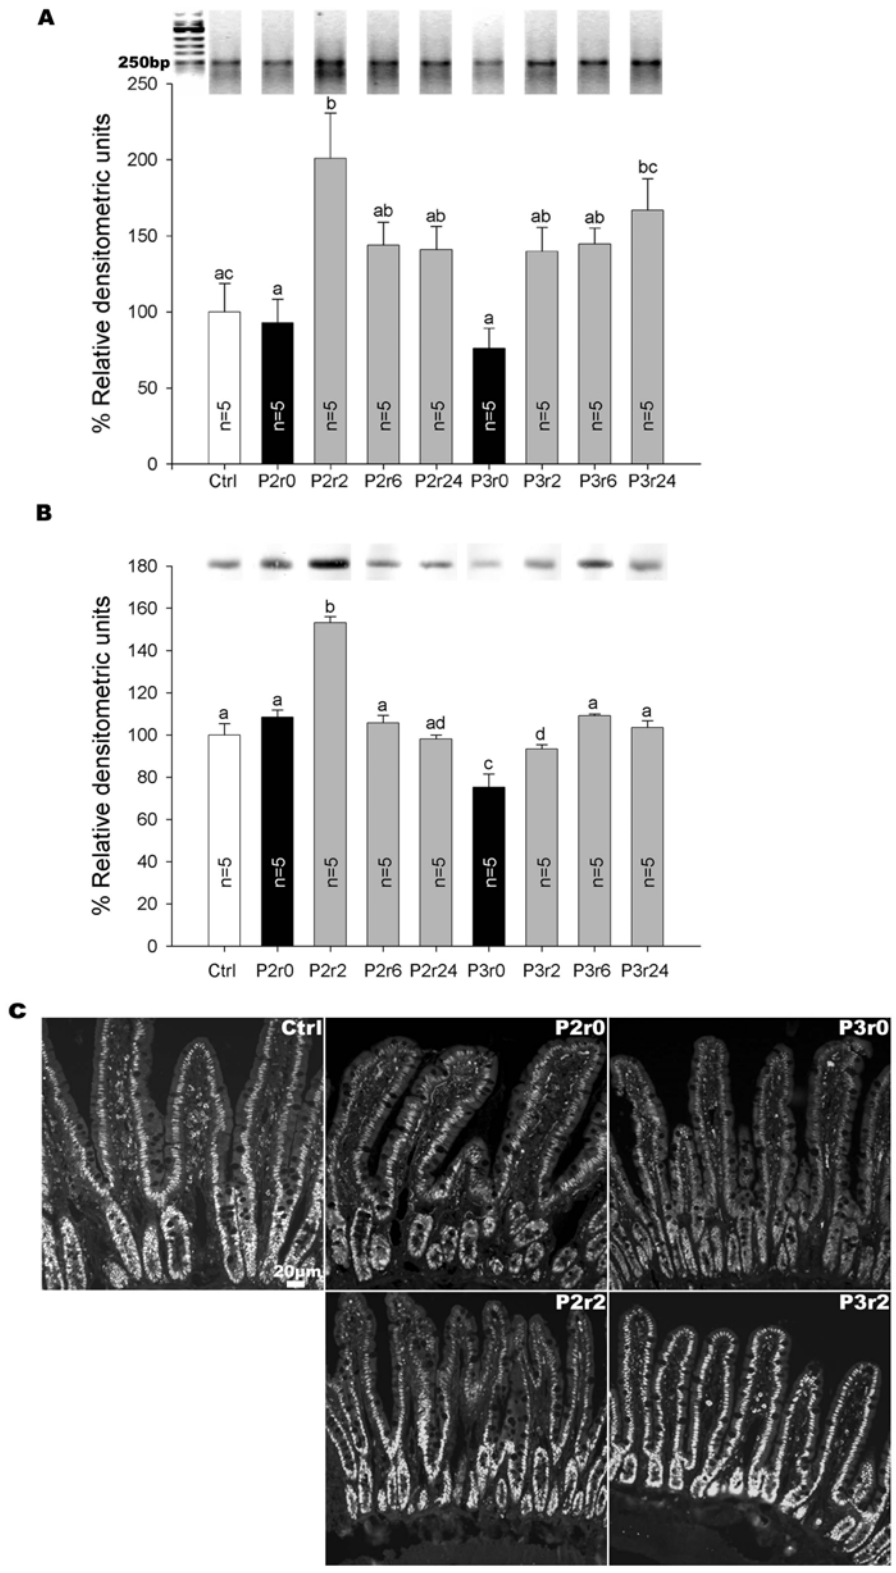 A
250bp
250
200
150
100
50
0
% Relative densitometric units
ac
a
b
ab
ab
a
ab
ab
bc
n=5
n=5
n=5
n=5
n=5
n=5
n=5
n=5
n=5
Ctrl P2r0 P2r2 P2r6 P2r24 P3r0 P3r2 P3r6 P3r24
B
180
160
140
120
100
80
60
40
20
0
% Relative densitometric units
a
a
b
a
ad
c
d
a
a
n=5
n=5
n=5
n=5
n=5
n=5
n=5
n=5
n=5
Ctrl P2r0 P2r2 P2r6 P2r24 P3r0 P3r2 P3r6 P3r24
C
Ctrl
20µm
P2r0
P3r0
P2r2
P3r2